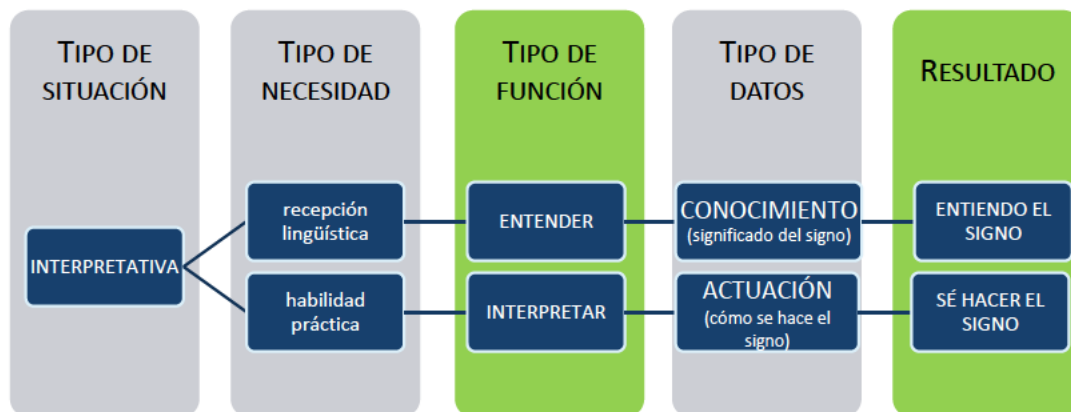 TIPO DE
SITUACIÓN
TIPO DE
NECESIDAD
TIPO DE
FUNCIÓN
TIPO DE
DATOS
RESULTADO
INTERPRETATIVA
recepción
lingüística
ENTENDER
CONOCIMIENTO
(significado del signo)
ENTIENDO EL
SIGNO
habilidad
práctica
INTERPRETAR
ACTUACIÓN
(cómo se hace el
signo)
SÉ HACER EL
SIGNO